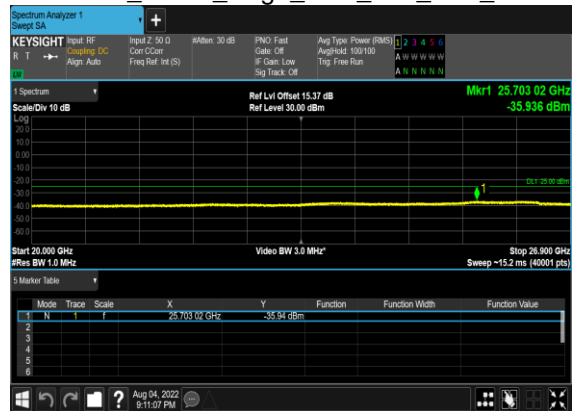 Spectrum Analyzer 1
Swept SA
+
KEYSIGHT Input: RF Input Z: 50 Ω #Atten: 30 dB PNO: Fast Avg Type: Power (RMS) 1 2 3 4 5 6
R T Coupling: DC Corr CCorr Gate: Off Avg|Hold: 100/100 A W W W W W
Align: Auto Freq Ref: Int (S) IF Gain: Low Trig: Free Run
Sig Track: Off A N N N N N
1 Spectrum Ref Lvl Offset 15.37 dB Mkr1 25.703 02 GHz
Scale/Div 10 dB Ref Level 30.00 dBm -35.936 dBm
Log
20.0
10.0
0.00
-10.0
-20.0
DL1 -25.00 dBm
1
-30.0
-40.0
-50.0
-60.0
Start 20.000 GHz Video BW 3.0 MHz* Stop 26.900 GHz
#Res BW 1.0 MHz Sweep ~15.2 ms (40001 pts)
5 Marker Table
Mode Trace Scale X Y Function Function Width Function Value
1 N 1 f 25.703 02 GHz -35.94 dBm
2
3
4
5
6
? Aug 04, 2022
9:11:07 PM